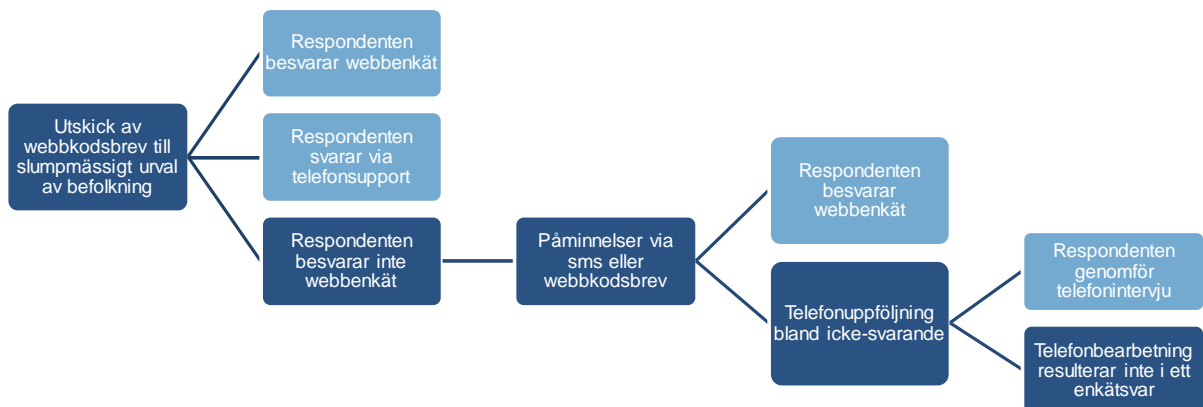 Utskick av
webbkodsbrev till
slumpmässigt urval
av befolkning
Respondenten
besvarar webbenkät
Respondenten
svarar via
telefonsupport
Respondenten
besvarar inte
webbenkät
Påminnelser via
sms eller
webbkodsbrev
Respondenten
besvarar
webbenkät
Telefonuppföljning
bland icke-svarande
Respondenten
genomför
telefonintervju
Telefonbearbetning
resulterar inte i ett
enkätsvar